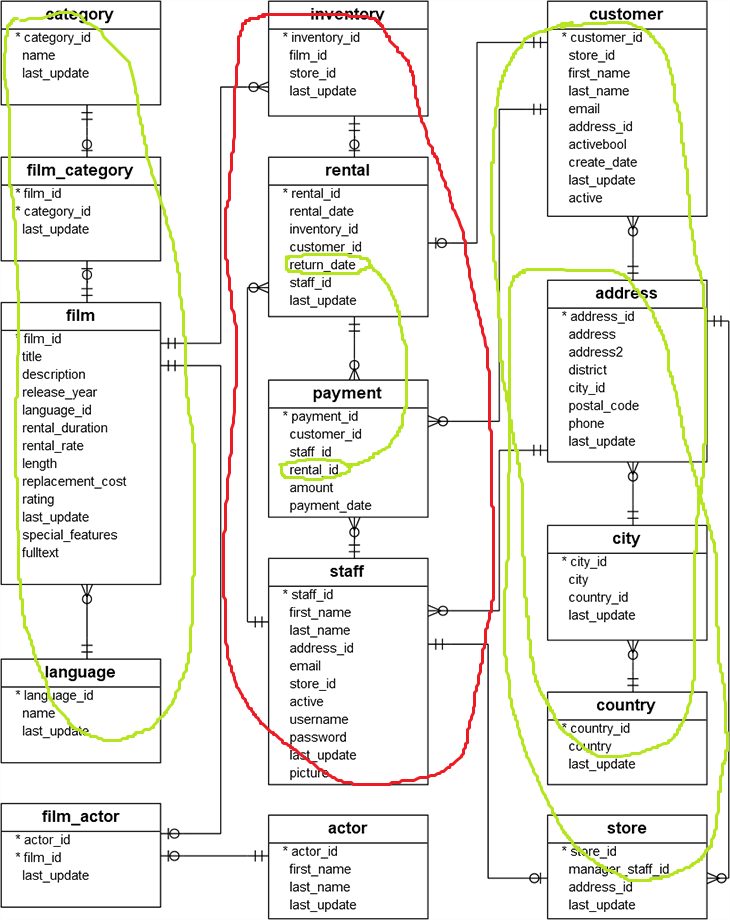 category
* category_id
name
last_update
film_category
* film_id
* category_id
last_update
film
* film_id
title
description
release_year
language_id
rental_duration
rental_rate
length
replacement_cost
rating
last_update
special_features
fulltext
language
* language_id
name
last_update
film_actor
* actor_id
* film_id
last_update
inventory
* inventory_id
film_id
store_id
last_update
rental
* rental_id
rental_date
inventory_id
customer_id
return_date
staff_id
last_update
payment
* payment_id
customer_id
staff_id
rental_id
amount
payment_date
staff
* staff_id
first_name
last_name
address_id
email
store_id
active
username
password
last_update
picture
actor
* actor_id
first_name
last_name
last_update
customer
* customer_id
store_id
first_name
last_name
email
address_id
activebool
create_date
last_update
active
address
* address_id
address
address2
district
city_id
postal_code
phone
last_update
city
* city_id
city
country_id
last_update
country
* country_id
country
last_update
store
* store_id
manager_staff_id
address_id
last_update